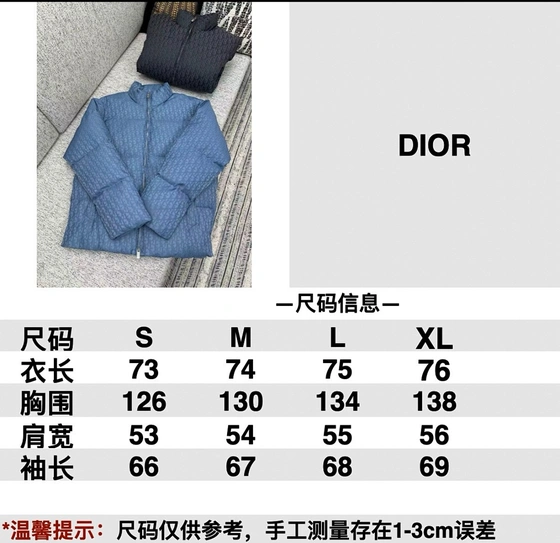 DIOR
—尺码信息—
尺码 S M L XL
衣长 73 74 75 76
胸围 126 130 134 138
肩宽 53 54 55 56
袖长 66 67 68 69
*温馨提示：尺码仅供参考，手工测量存在1-3cm误差